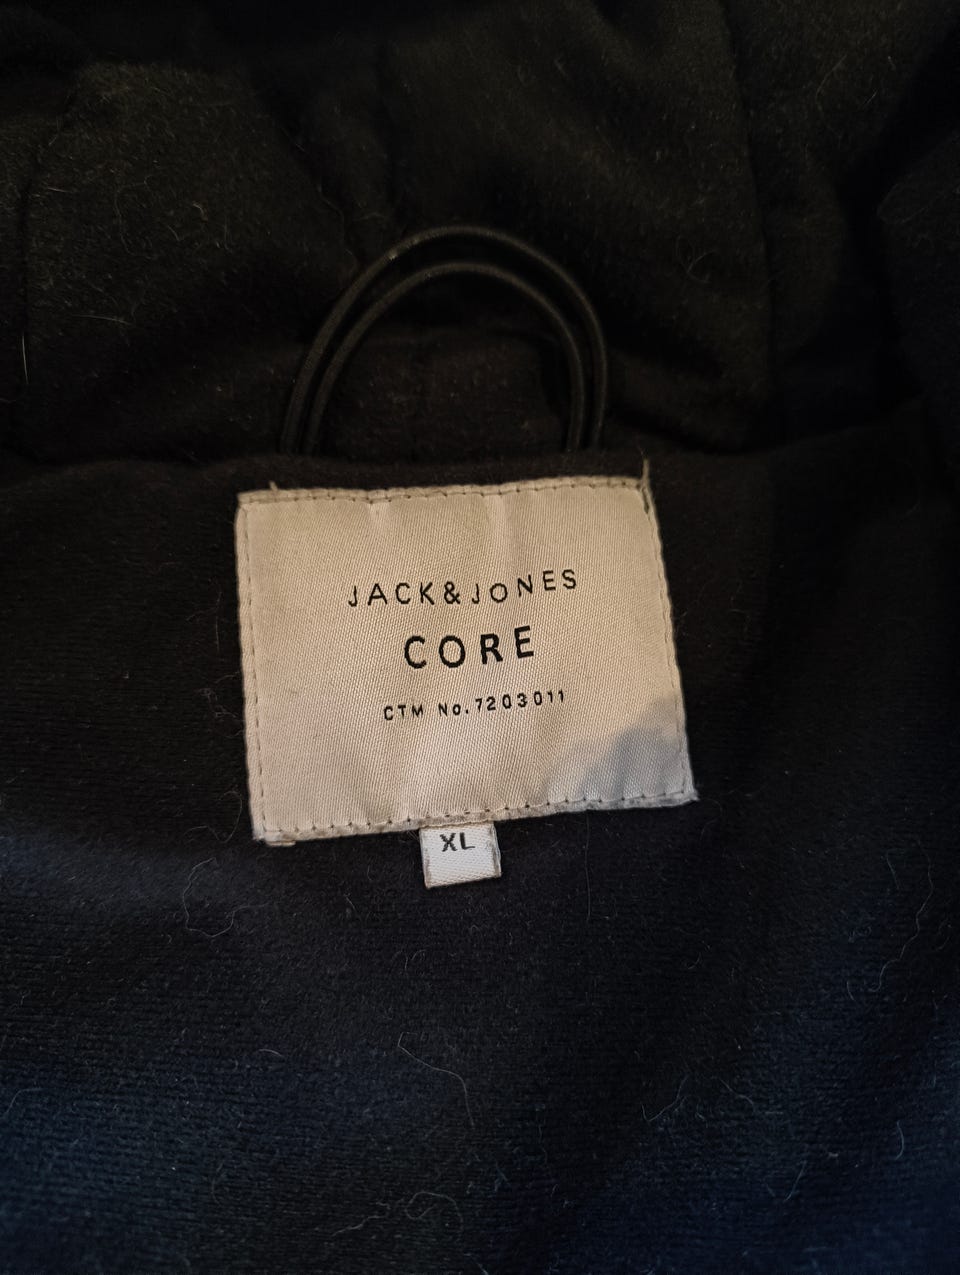 JACK&JONES
CORE
CTM No. 7203011
XL